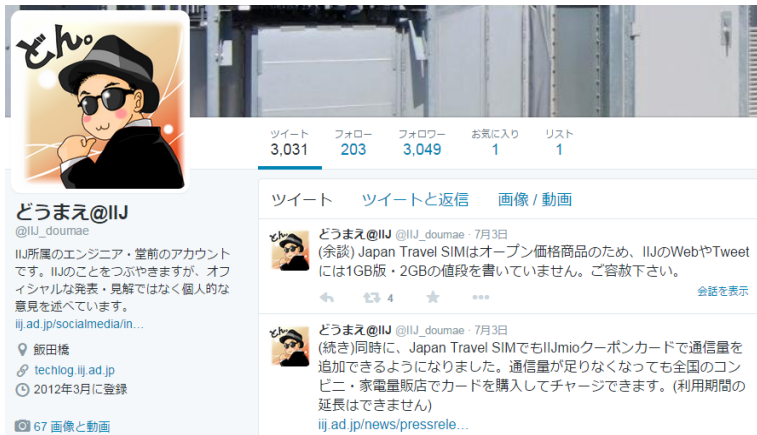 どん。
ツイート フォロー フォロワー お気に入り リスト
3,031 203 3,049 1 1
どうまえ@IIJ
@IIJ_doumae
IIJ所属のエンジニア・堂前のアカウント
です。IIJのことをつぶやきますが、オフ
ィシャルな発表・見解ではなく個人的な
意見を述べています。
iij.ad.jp/socialmedia/in…
飯田橋
techlog.iij.ad.jp
2012年3月に登録
67 画像と動画
ツイート ツイートと返信 画像 / 動画
どん。
どうまえ@IIJ @IIJ_doumae · 7月3日
(余談) Japan Travel SIMはオープン価格商品のため、IIJのWebやTweet
には1GB版・2GBの値段を書いていません。ご容赦下さい。
4
会話を表示
どん。
どうまえ@IIJ @IIJ_doumae · 7月3日
(続き)同時に、Japan Travel SIMでもIIJmioクーポンカードで通信量を
追加できるようになりました。通信量が足りなくなっても全国のコン
ビニ・家電量販店でカードを購入してチャージできます。(利用期間の
延長はできません)
iij.ad.jp/news/pressrele…